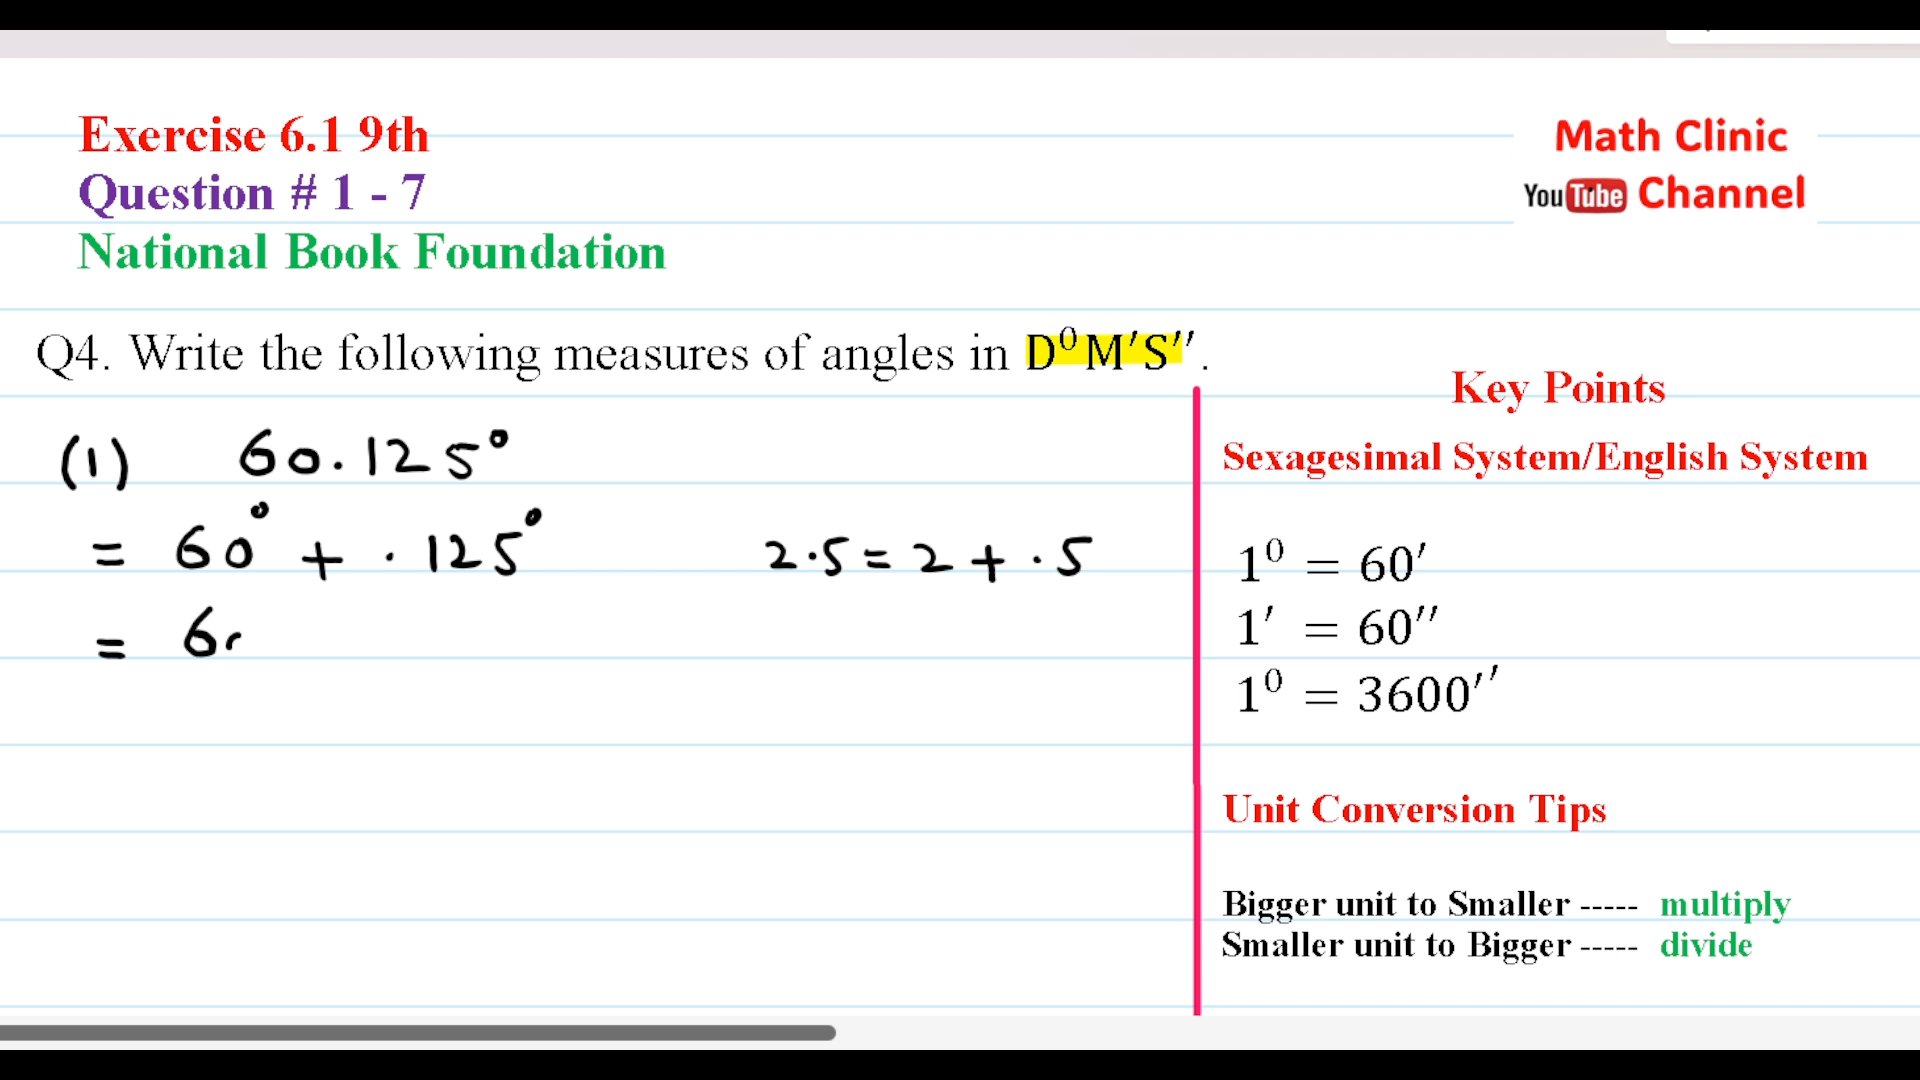 Exercise 6.1 9th
Question # 1 - 7
National Book Foundation
Math Clinic
YouTube Channel
Q4. Write the following measures of angles in D⁰M′S′′.
(1) 60.125°
= 60° + .125°
2.5 = 2 + .5
= 6
Key Points
Sexagesimal System/English System
1⁰ = 60′
1′ = 60′′
1⁰ = 3600′′
Unit Conversion Tips
Bigger unit to Smaller ----- multiply
Smaller unit to Bigger ----- divide